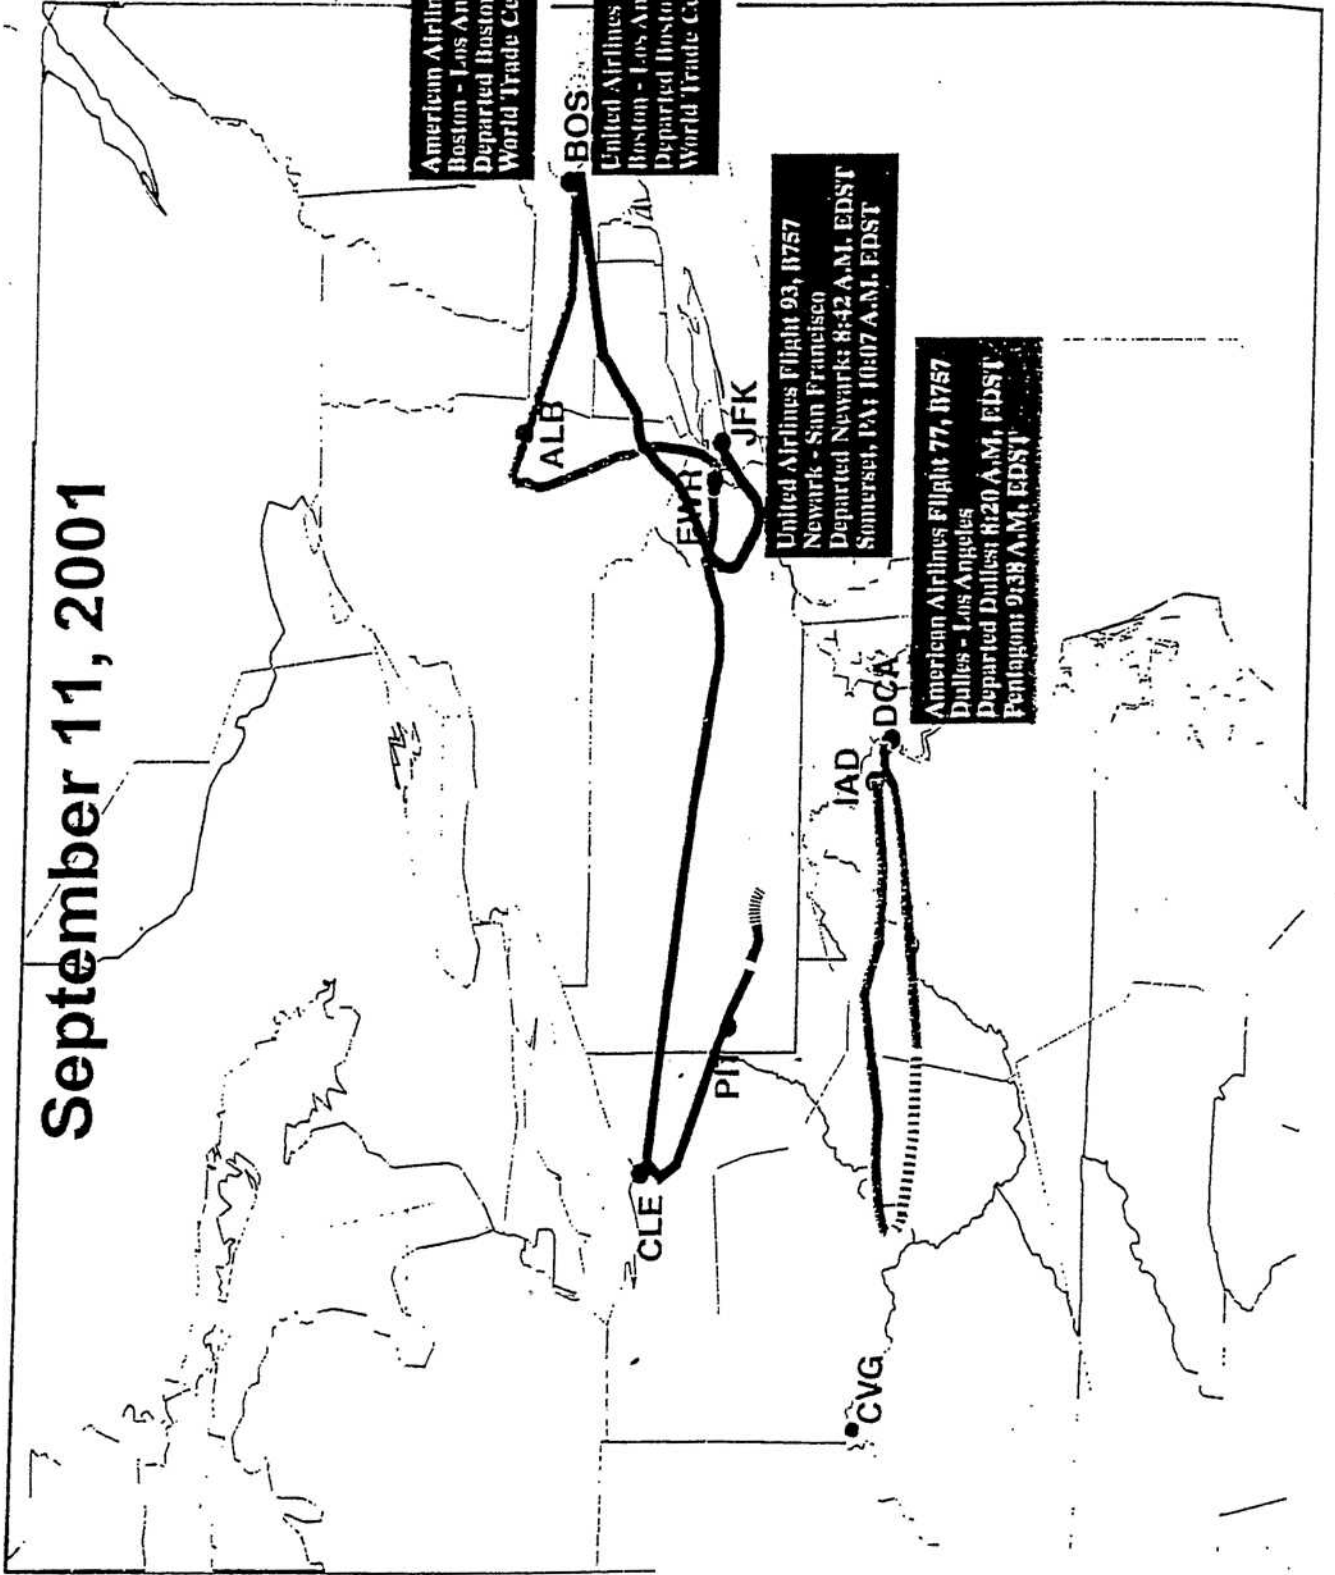 September 11, 2001
American Airlin
Boston - Los An
Departed Boston
World Trade Ce
BOS
United Airlines
Boston - Los An
Departed Bosto
World Trade Ce
ALB
EWR
JFK
United Airlines Flight 93, B757
Newark - San Francisco
Departed Newark: 8:42 A.M. EDST
Somerset, PA: 10:07 A.M. EDST
CLE
PIT
IAD
DCA
American Airlines Flight 77, B757
Dulles - Los Angeles
Departed Dulles: 8:20 A.M. EDST
Pentagon: 9:38 A.M. EDST
CVG